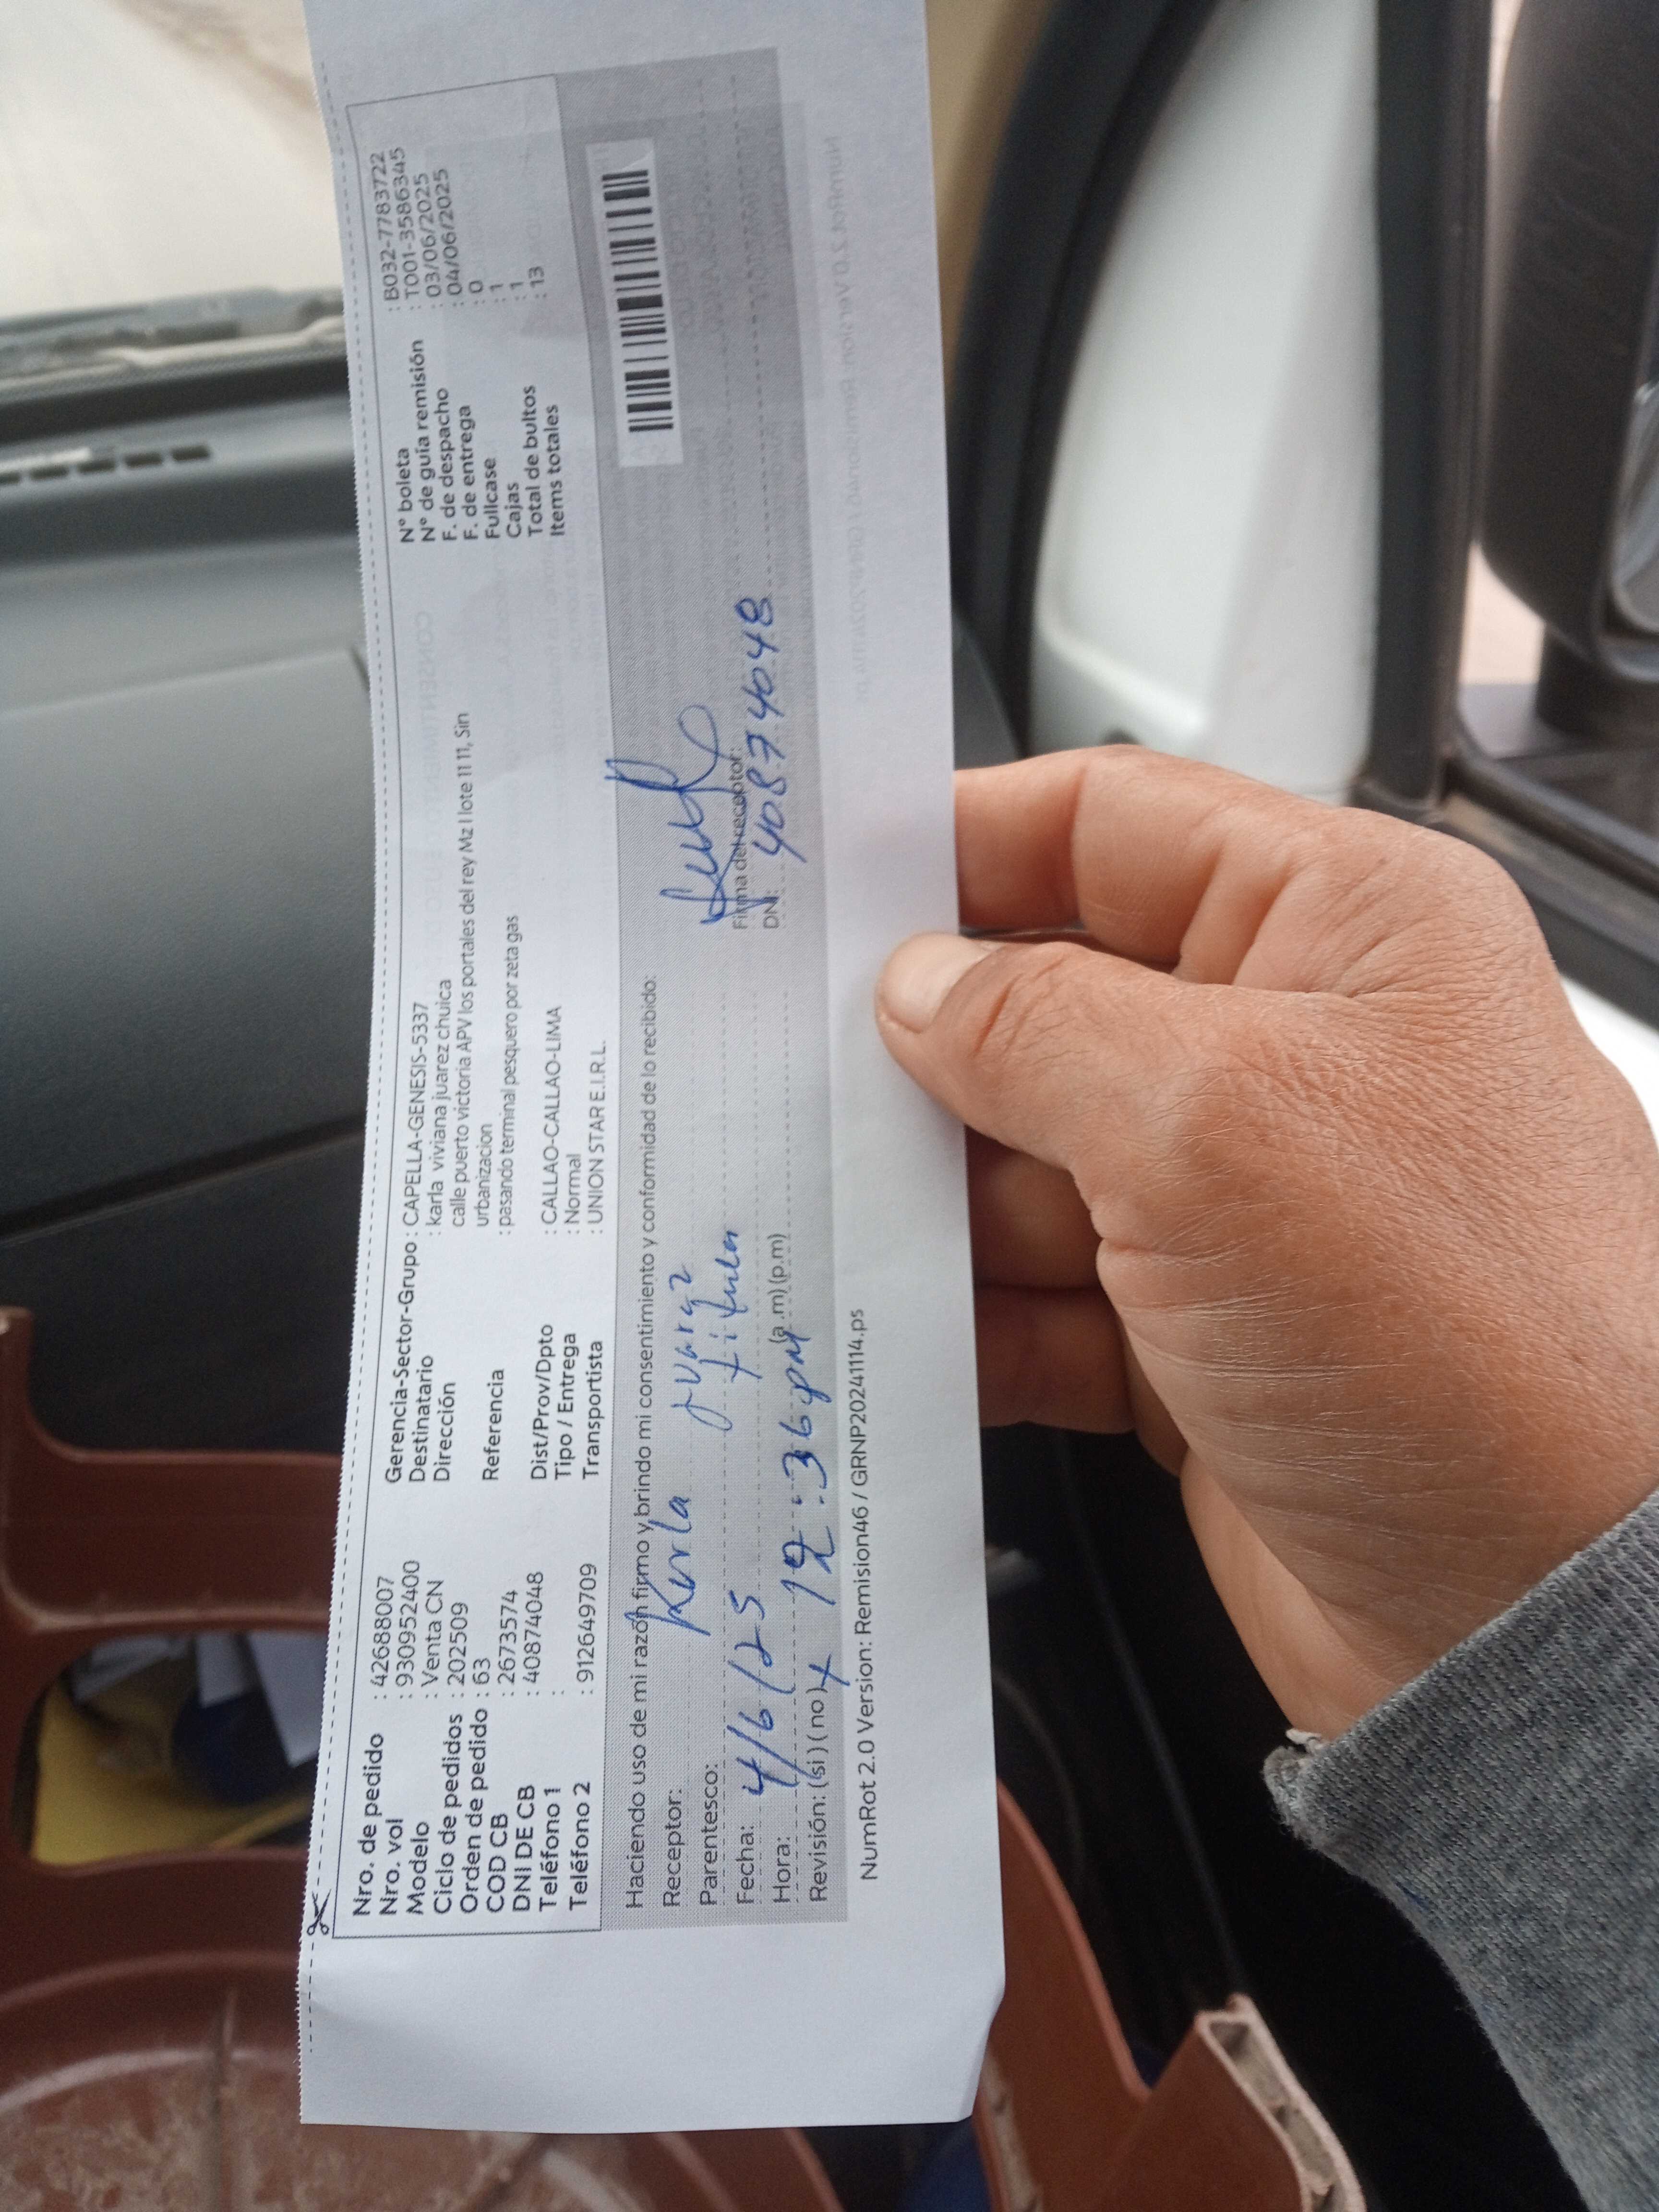 Nro. de pedido : 42688007
Nro. vol : 930952400
Modelo : Venta CN
Ciclo de pedidos : 202509
Orden de pedido : 63
COD CB : 2673574
DNI DE CB : 40874048
Teléfono 1 :
Teléfono 2 : 912649709
Gerencia-Sector-Grupo : CAPELLA-GENESIS-5337
Destinatario : karla viviana juarez chuica
Dirección calle puerto victoria APV los portales del rey Mz I lote 11 11, Sin
urbanizacion
Referencia : pasando terminal pesquero por zeta gas
Dist/Prov/Dpto : CALLAO-CALLAO-LIMA
Tipo / Entrega : Normal
Transportista : UNION STAR E.I.R.L.
N° boleta : B032-7783722
N° de guía remisión : T001-3586345
F. de despacho : 03/06/2025
F. de entrega : 04/06/2025
Fullcase : 0
Cajas : 1
Total de bultos : 1
Items totales : 13
Haciendo uso de mi razón firmo y brindo mi consentimiento y conformidad de lo recibido:
Receptor: Karla Juarez
Parentesco: titular
Fecha: 4/6/25
Hora: 12:36 pm (a.m) (p.m)
Revisión: (si) (no) x
Firma del receptor:
DNI: 40874048
NumRot 2.0 Version: Remision46 / GRNP20241114.ps